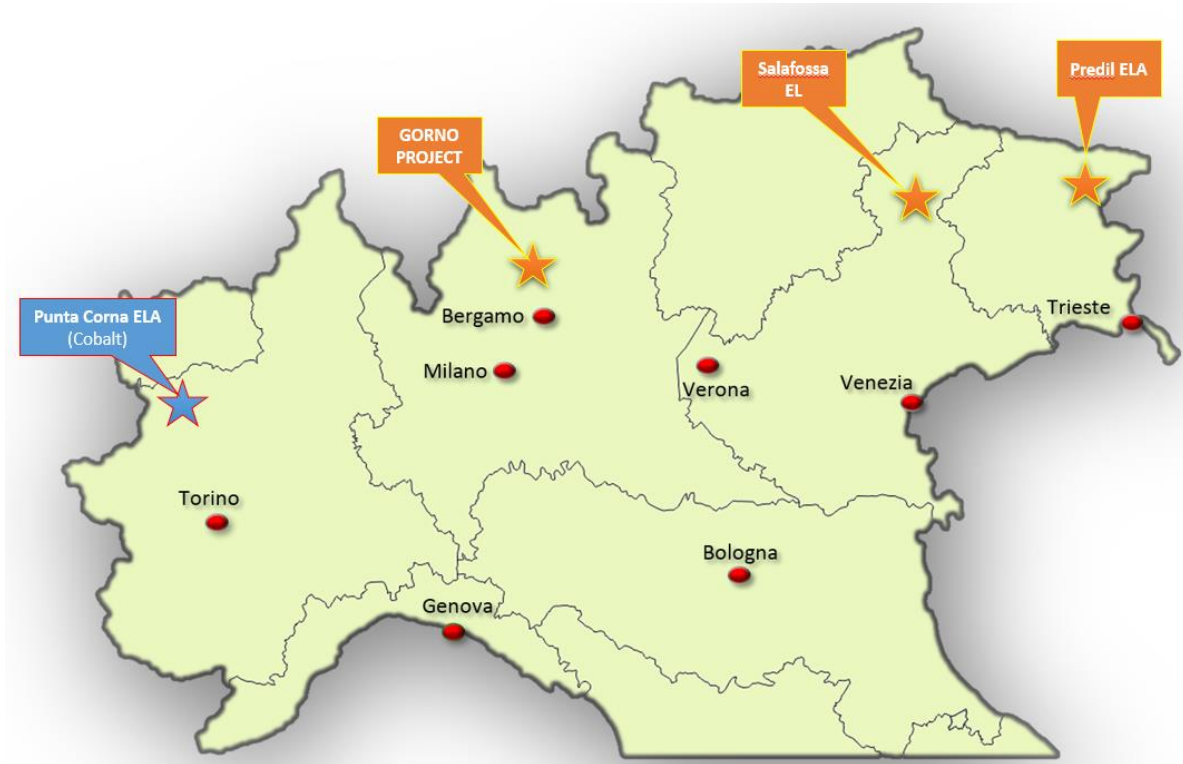 Salafossa
EL
Predil ELA
GORNO
PROJECT
Punta Corna ELA
(Cobalt)
Bergamo
Trieste
Milano
Verona
Venezia
Torino
Bologna
Genova